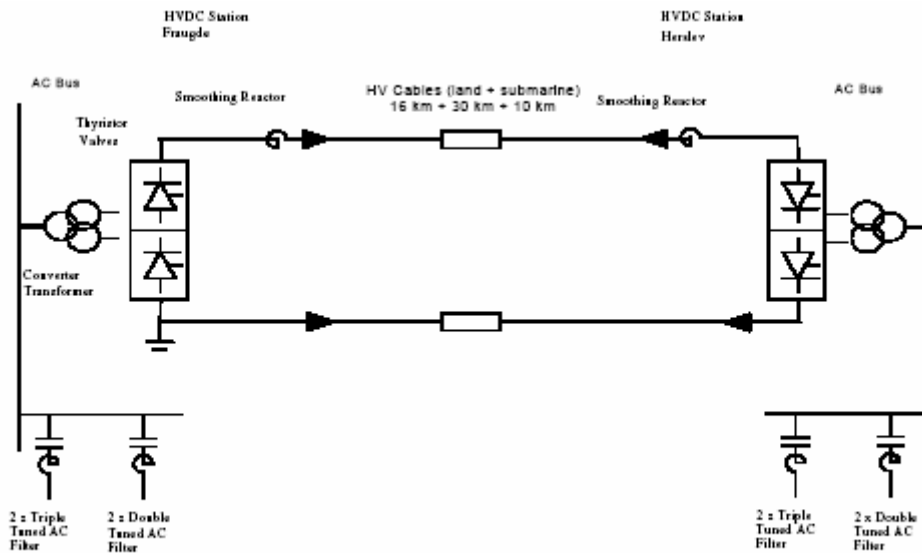 HVDC Station
Fraugde
HVDC Station
Herslev
AC Bus
AC Bus
Smoothing Reactor
HV Cables (land + submarine)
16 km + 30 km + 10 km
Smoothing Reactor
Thyristor
Valves
Converter
Transformer
2 x Triple
Tuned AC
Filter
2 x Double
Tuned AC
Filter
2 x Triple
Tuned AC
Filter
2 x Double
Tuned AC
Filter